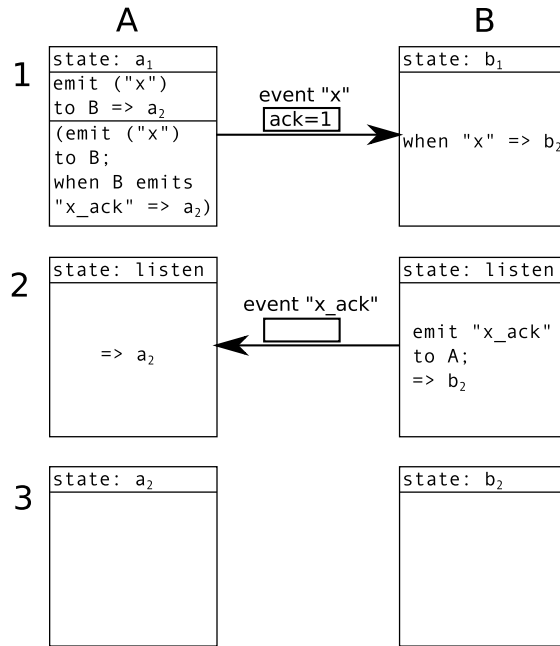 A
B
1
state: a₁
emit ("x")
to B => a₂
(emit ("x")
to B;
when B emits
"x_ack" => a₂)
event "x"
ack=1
state: b₁
when "x" => b₂
2
state: listen
=> a₂
event "x_ack"
state: listen
emit "x_ack"
to A;
=> b₂
3
state: a₂
state: b₂